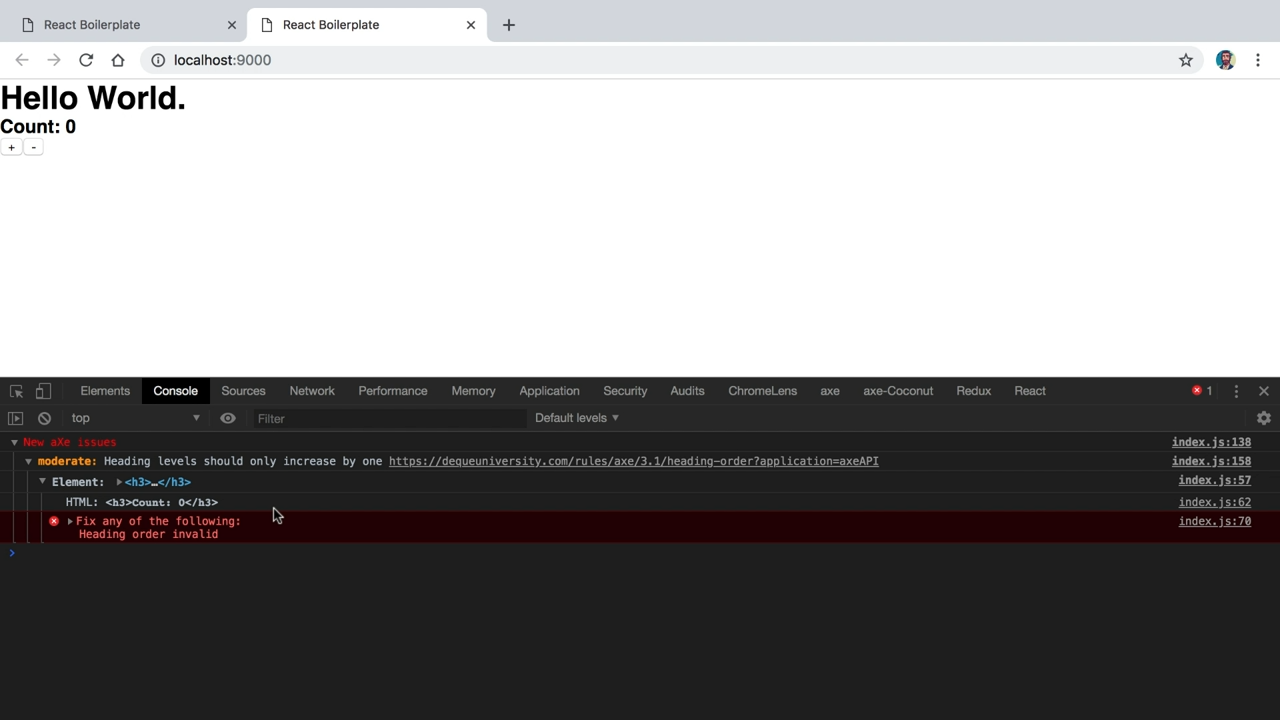 React Boilerplate
React Boilerplate
localhost:9000
Hello World.
Count: 0
+ -
Elements Console Sources Network Performance Memory Application Security Audits ChromeLens axe axe-Coconut Redux React 1
top Filter Default levels
New aXe issues index.js:138
moderate: Heading levels should only increase by one https://dequeuniversity.com/rules/axe/3.1/heading-order?application=axeAPI index.js:158
Element: <h3>…</h3> index.js:57
HTML: <h3>Count: 0</h3> index.js:62
Fix any of the following: index.js:70
Heading order invalid